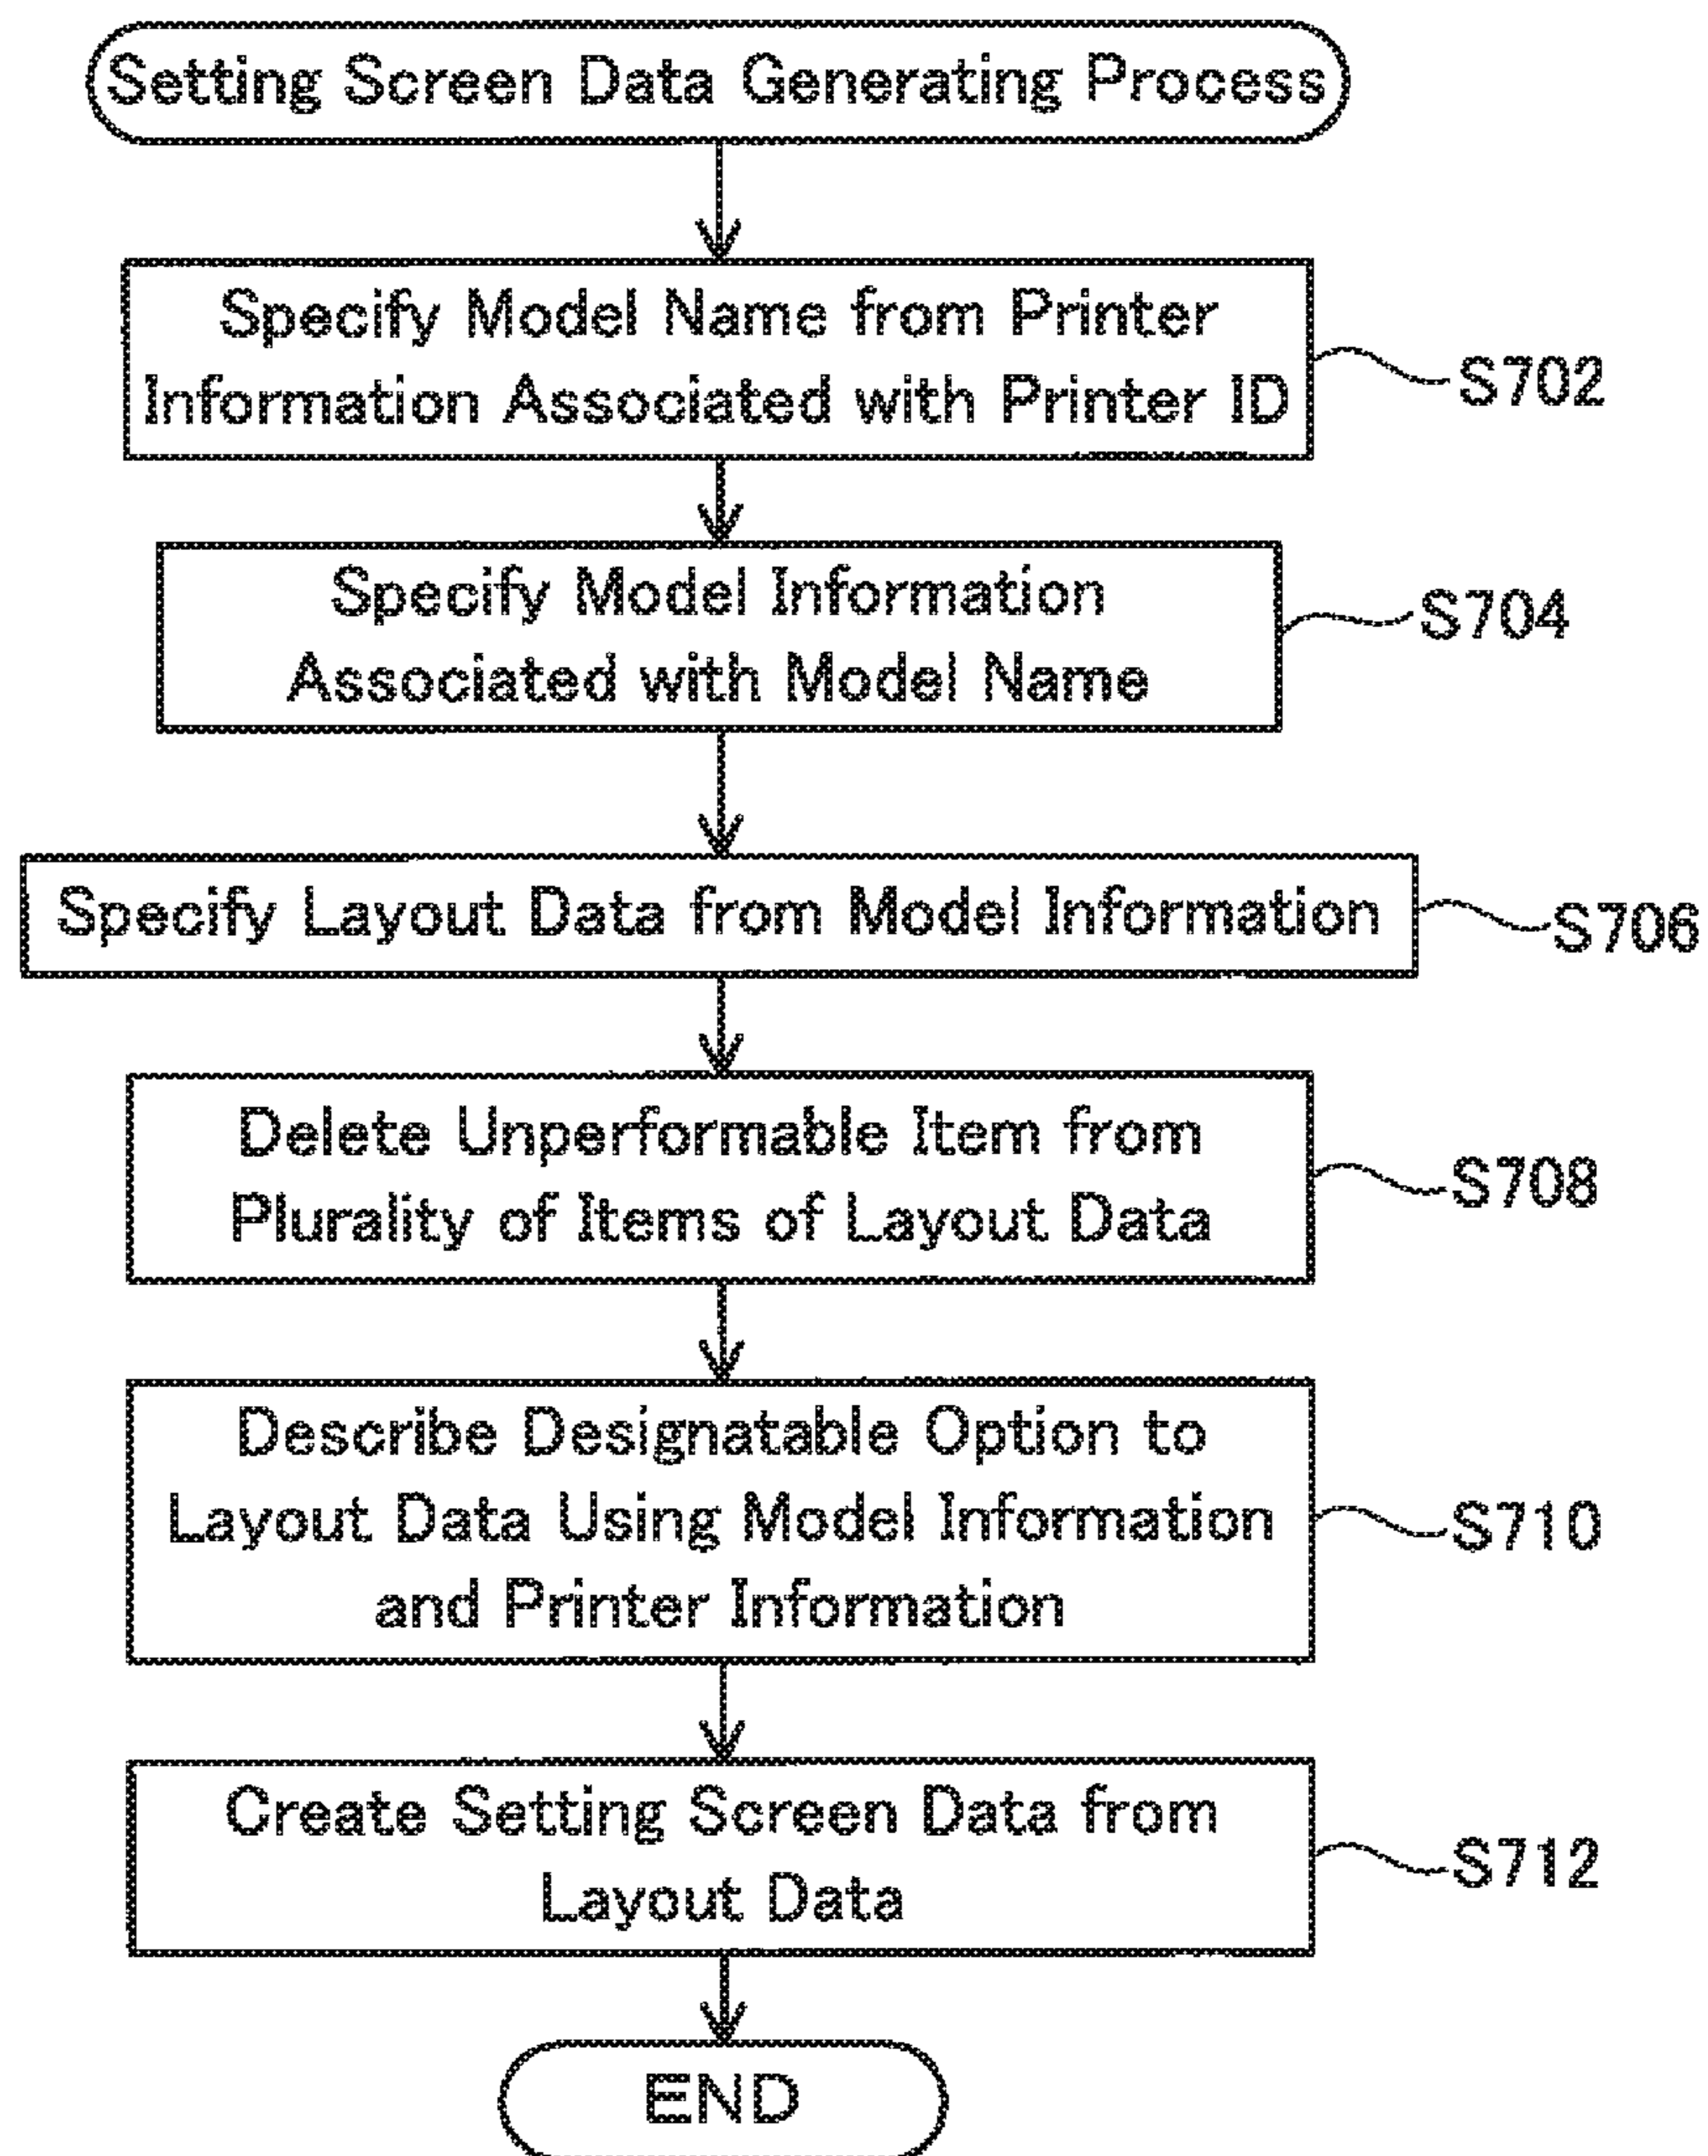 Setting Screen Data Generating Process
Specify Model Name from Printer
Information Associated with Printer ID
S702
Specify Model Information
Associated with Model Name
S704
Specify Layout Data from Model Information
S706
Delete Unperformable Item from
Plurality of Items of Layout Data
S708
Describe Designatable Option to
Layout Data Using Model Information
and Printer Information
S710
Create Setting Screen Data from
Layout Data
S712
END